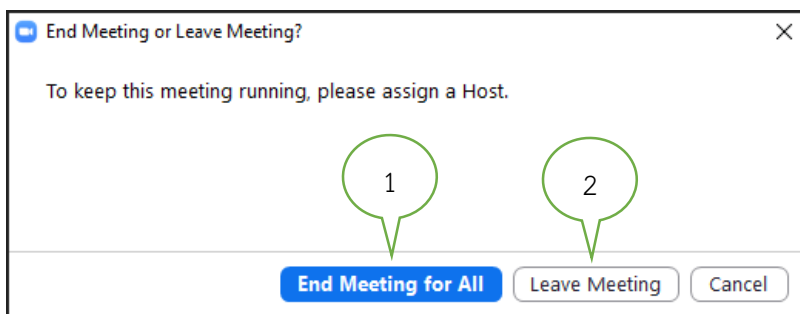 End Meeting or Leave Meeting?
To keep this meeting running, please assign a Host.
1
2
End Meeting for All
Leave Meeting
Cancel